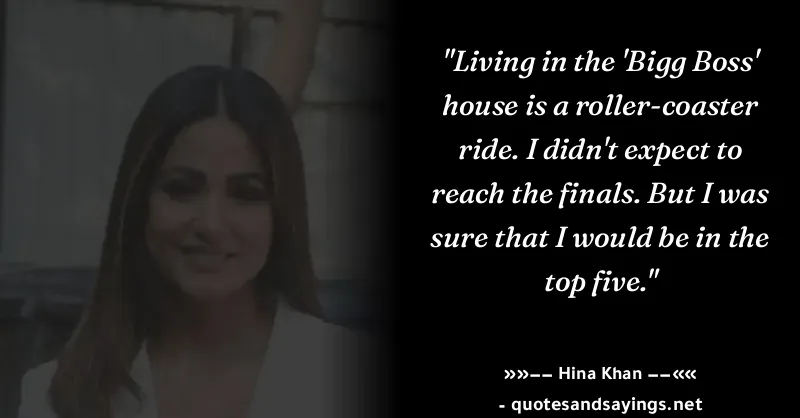 "Living in the 'Bigg Boss'
house is a roller-coaster
ride. I didn't expect to
reach the finals. But I was
sure that I would be in the
top five."
»»–– Hina Khan ––««
- quotesandsayings.net